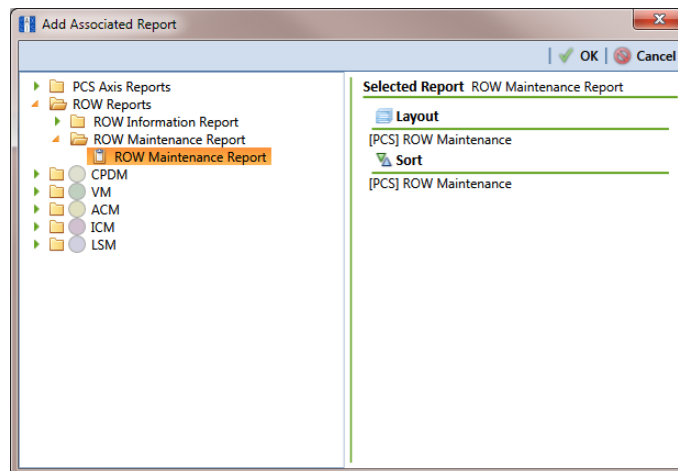 Add Associated Report
OK Cancel
PCS Axis Reports
ROW Reports
ROW Information Report
ROW Maintenance Report
ROW Maintenance Report
CPDM
VM
ACM
ICM
LSM
Selected Report ROW Maintenance Report
Layout
[PCS] ROW Maintenance
Sort
[PCS] ROW Maintenance